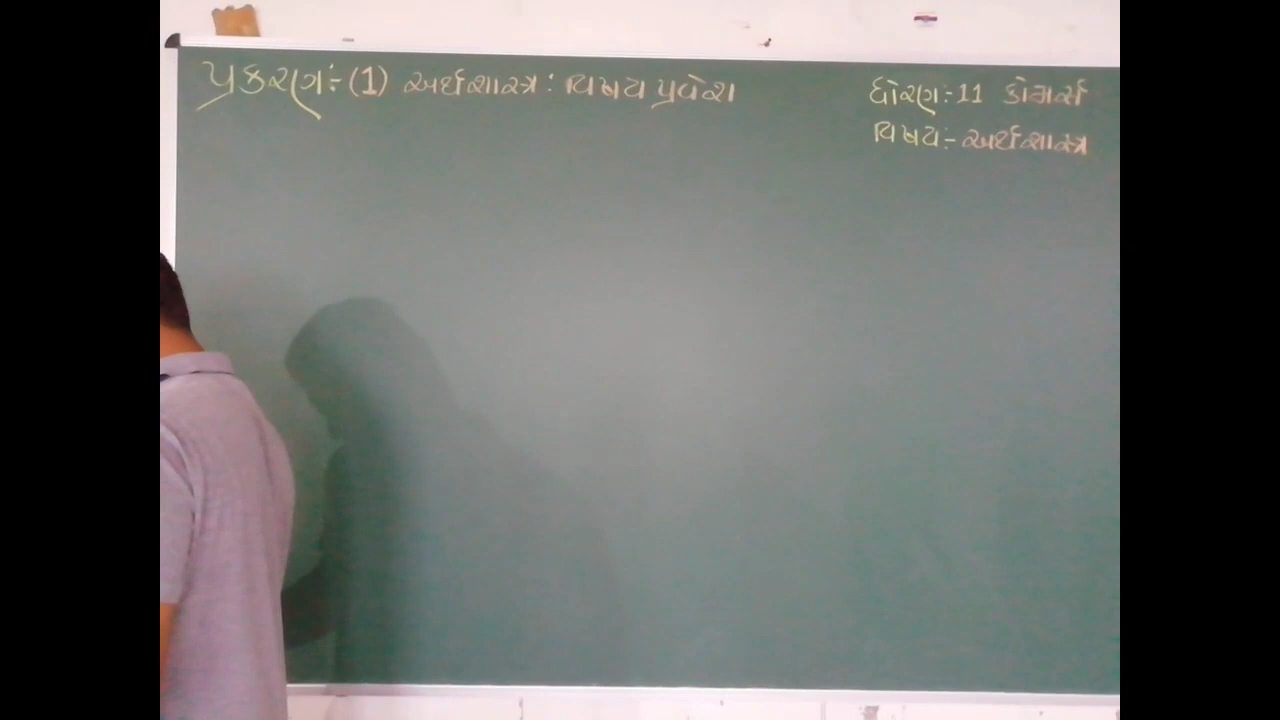 પ્રકરણઃ-(1) અર્થશાસ્ત્ર : વિષય પ્રવેશ
ધોરણ:-11 કોમર્સ
વિષય:- અર્થશાસ્ત્ર